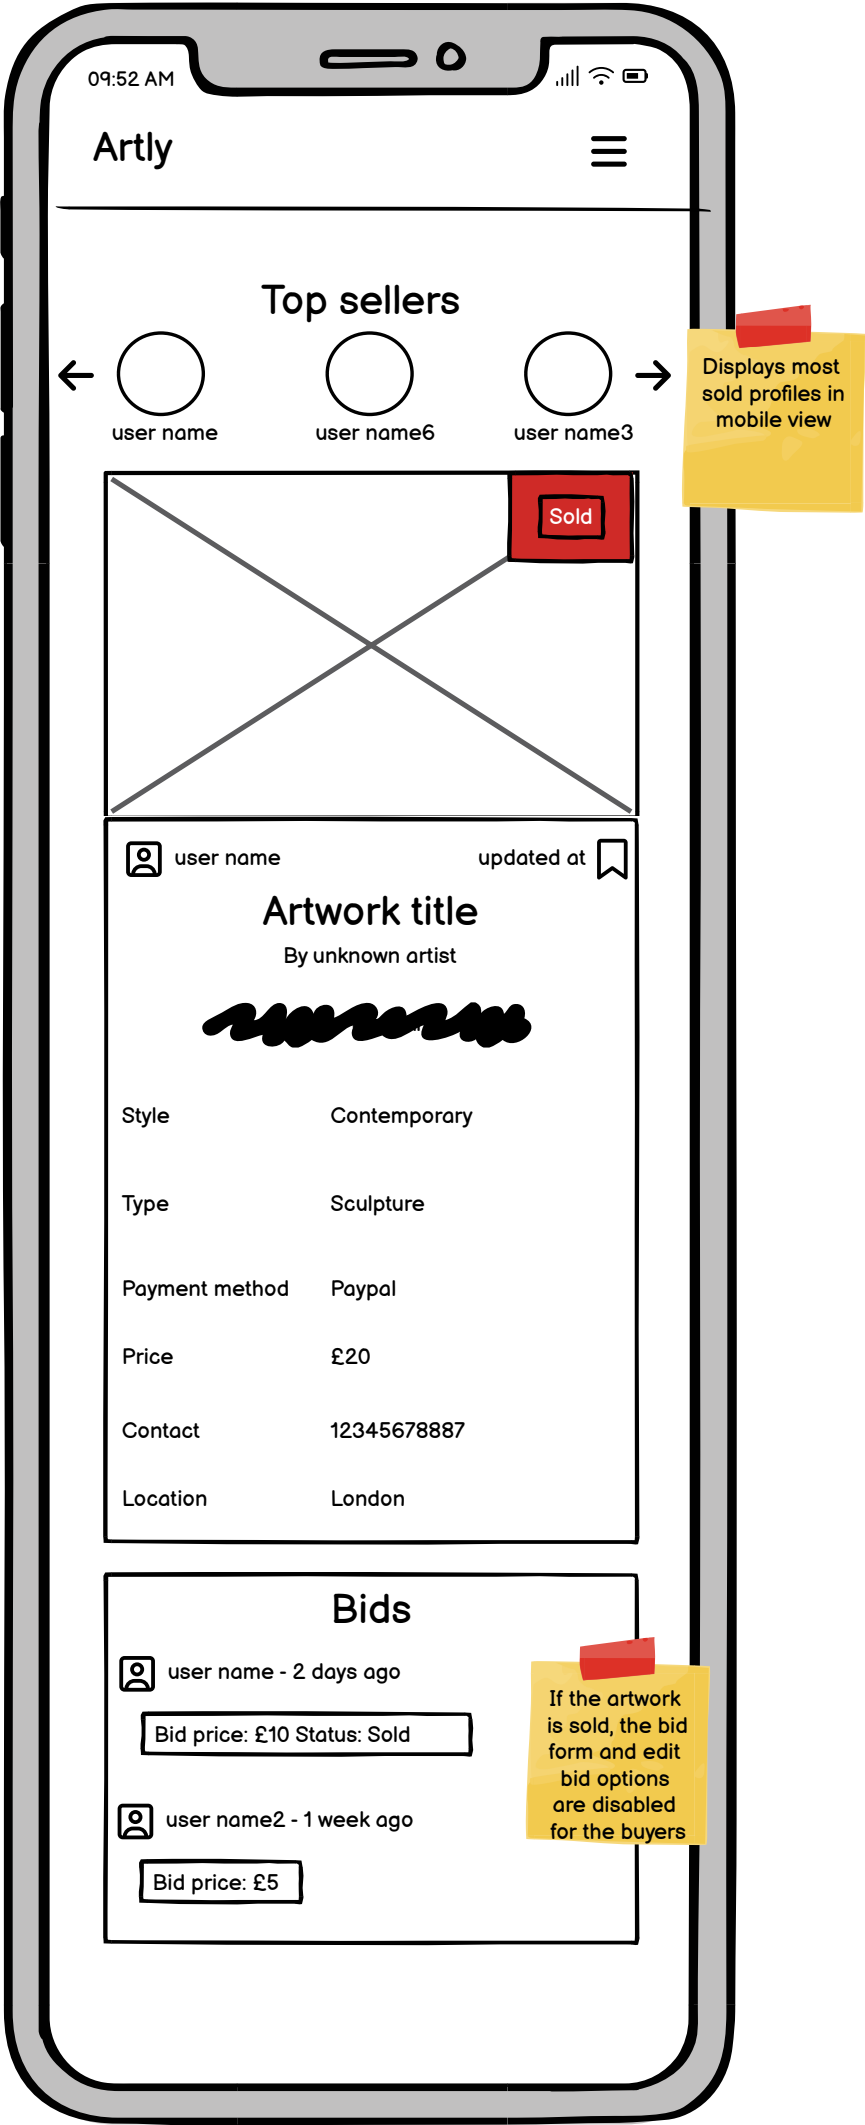 09:52 AM
Artly
Top sellers
user name
user name6
user name3
Displays most
sold profiles in
mobile view
Sold
user name
updated at
Artwork title
By unknown artist
Style Contemporary
Type Sculpture
Payment method Paypal
Price £20
Contact 12345678887
Location London
Bids
user name - 2 days ago
Bid price: £10 Status: Sold
user name2 - 1 week ago
Bid price: £5
If the artwork
is sold, the bid
form and edit
bid options
are disabled
for the buyers